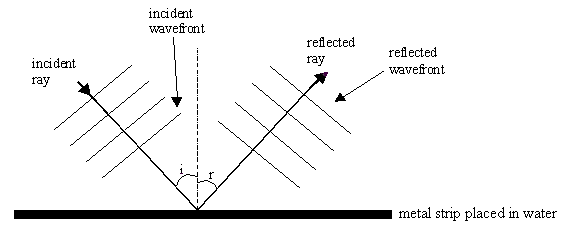 incident
wavefront
incident
ray
reflected
ray
reflected
wavefront
i
r
metal strip placed in water